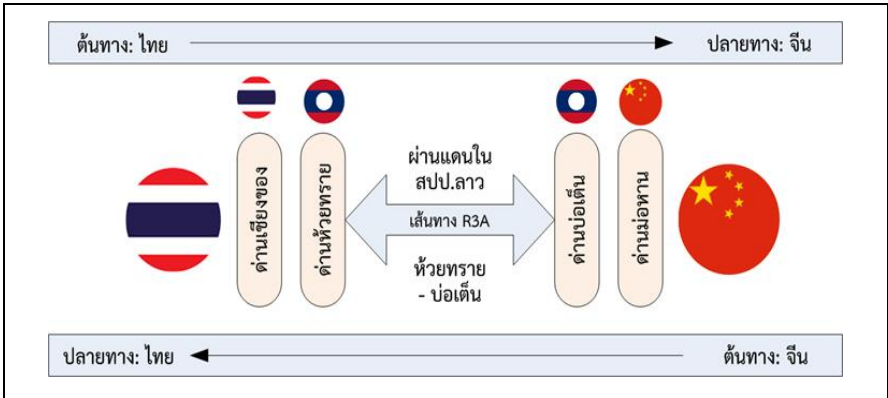 ต้นทาง: ไทย
ปลายทาง: จีน
ด่านเชียงของ
ด่านห้วยทราย
ผ่านแดนใน
สปป.ลาว
เส้นทาง R3A
ห้วยทราย
- บ่อเต็น
ด่านบ่อเต็น
ด่านม่อหาน
ปลายทาง: ไทย
ต้นทาง: จีน